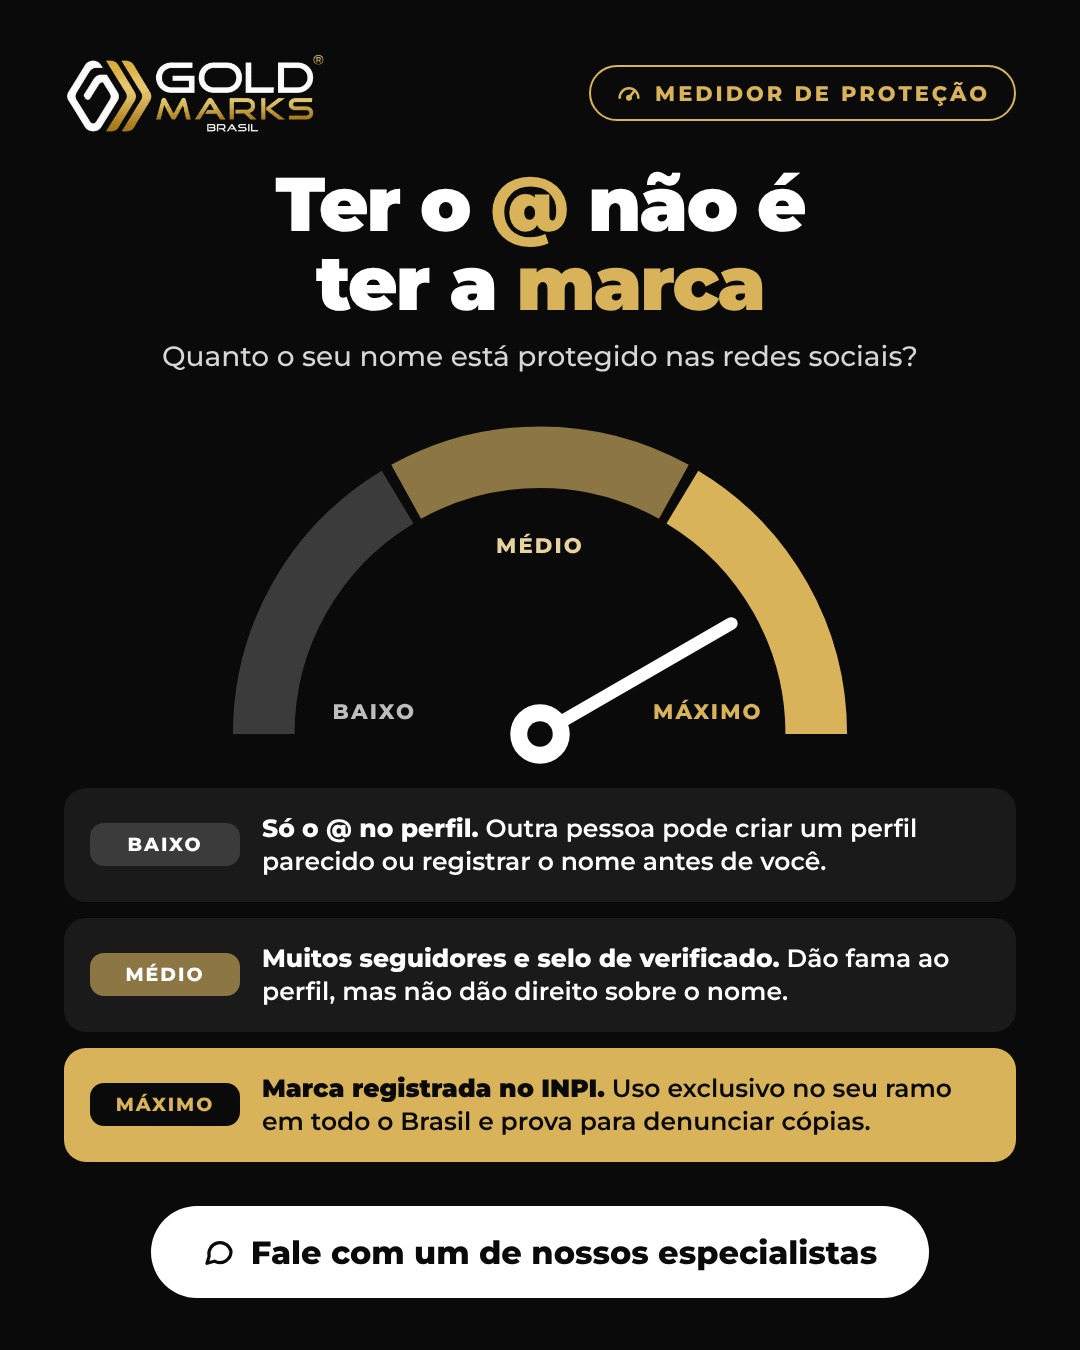 GOLD
MARKS
BRASIL
®
MEDIDOR DE PROTEÇÃO
Ter o @ não é
ter a marca
Quanto o seu nome está protegido nas redes sociais?
MÉDIO
BAIXO
MÁXIMO
BAIXO
Só o @ no perfil. Outra pessoa pode criar um perfil
parecido ou registrar o nome antes de você.
MÉDIO
Muitos seguidores e selo de verificado. Dão fama ao
perfil, mas não dão direito sobre o nome.
MÁXIMO
Marca registrada no INPI. Uso exclusivo no seu ramo
em todo o Brasil e prova para denunciar cópias.
Fale com um de nossos especialistas